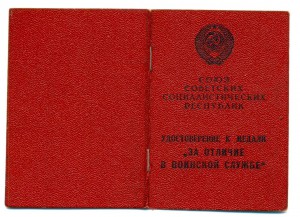 СОЮЗ
СОВЕТСКИХ
СОЦИАЛИСТИЧЕСКИХ
РЕСПУБЛИК
УДОСТОВЕРЕНИЕ К МЕДАЛИ
„ЗА ОТЛИЧИЕ
В ВОИНСКОЙ СЛУЖБЕ"